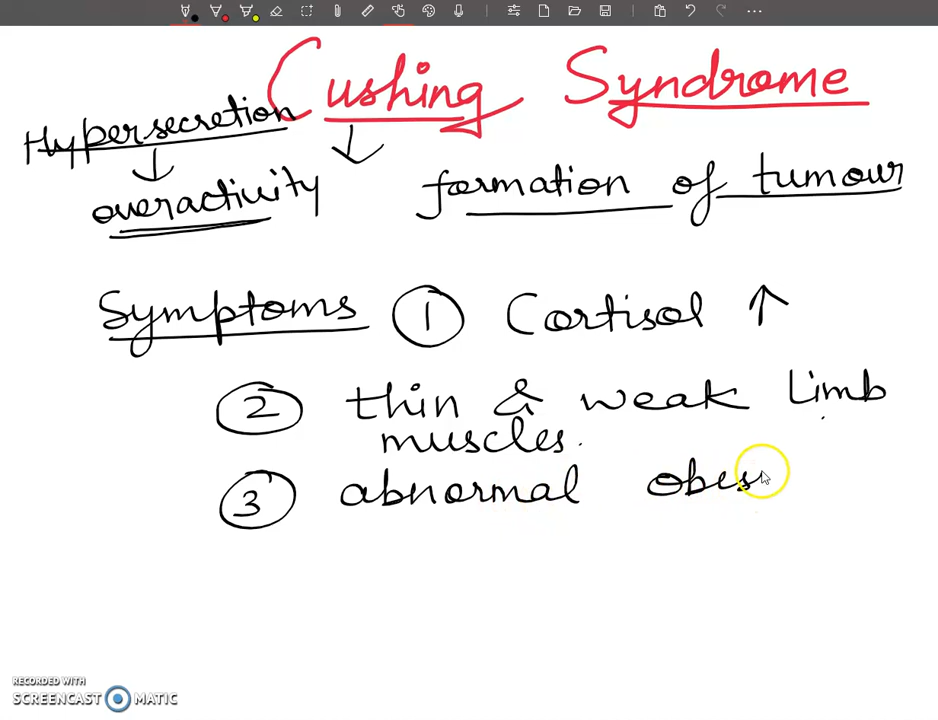 Cushing Syndrome
Hypersecretion
overactivity
formation of tumour
Symptoms 1 Cortisol ↑
2 thin & weak Limb
muscles.
3 abnormal obes
RECORDED WITH
SCREENCAST MATIC